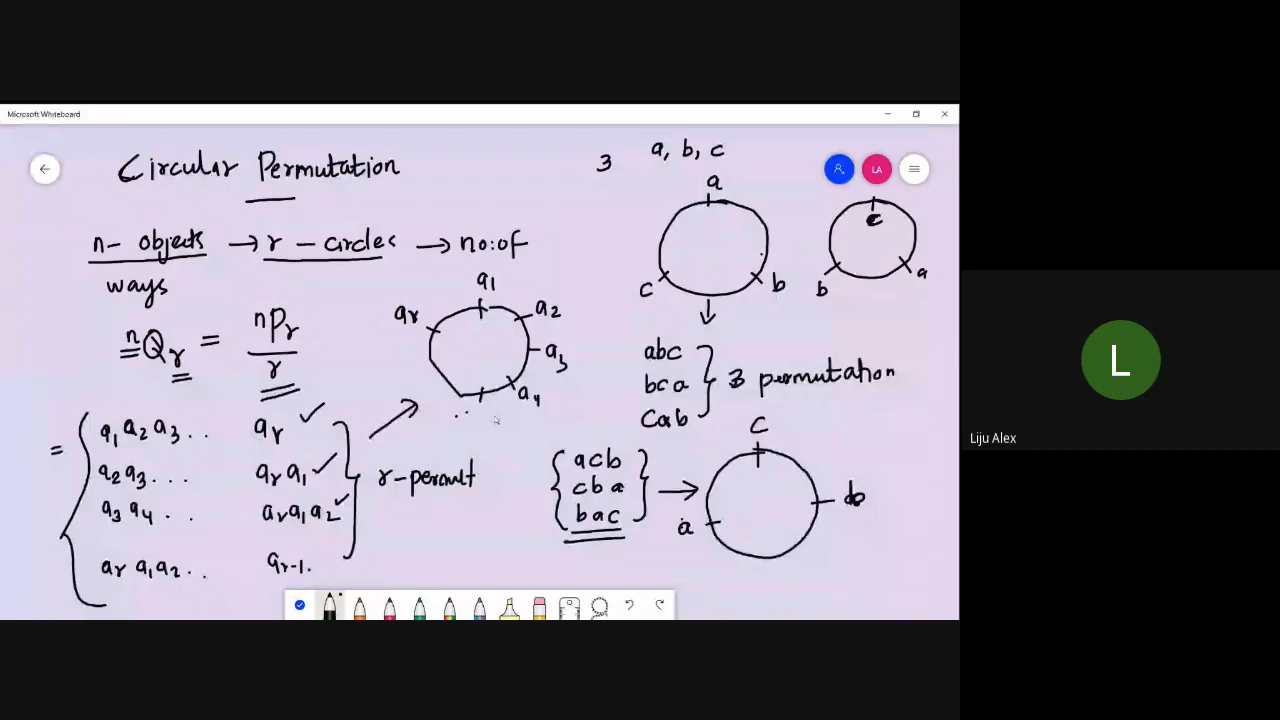 Microsoft Whiteboard
Circular Permutation
n- objects → r - circles → no:of
ways
nQr = nPr / r
a1
a2
a3
a4
..
ar
= a1 a2 a3 .. ar ✓
a2 a3 ... ar a1 ✓
a3 a4 .. ar a1 a2 ✓
ar a1 a2 .. ar-1.
r-permut
3 a, b, c
a
b
c
c
a
b
abc
bca
cab
3 permutation
acb
cba
bac
c
b
a
LA
L
Liju Alex